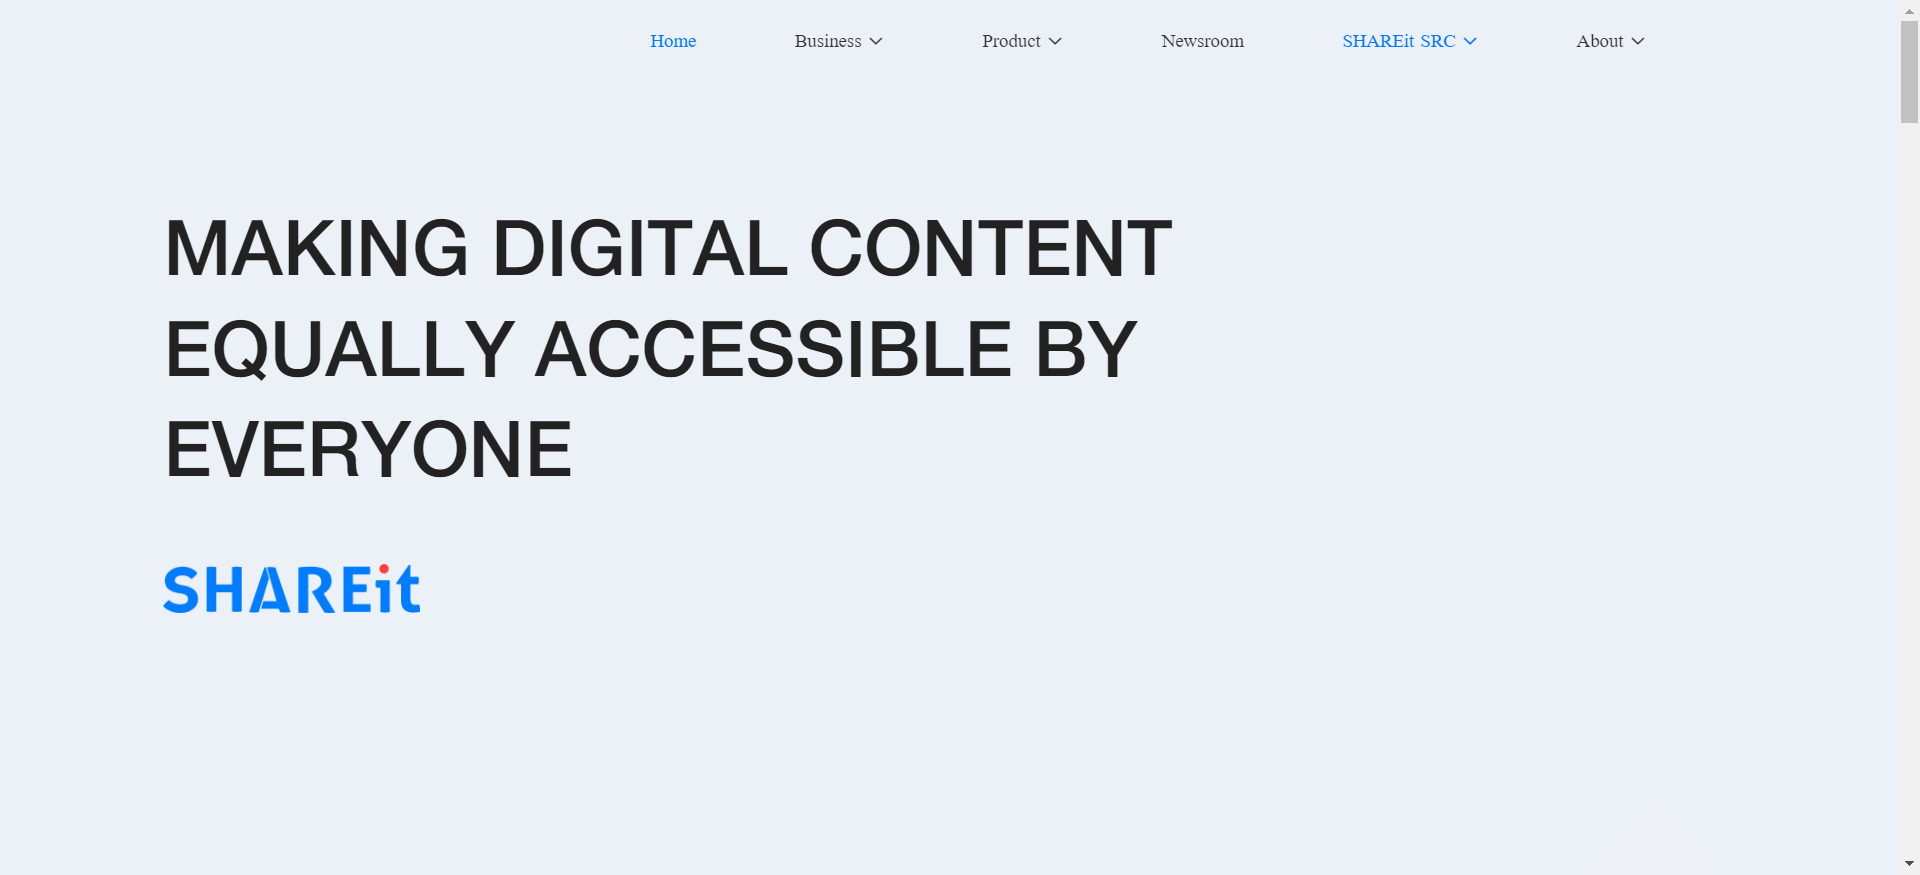 Home Business Product Newsroom SHAREit SRC About
MAKING DIGITAL CONTENT
EQUALLY ACCESSIBLE BY
EVERYONE
SHAREit